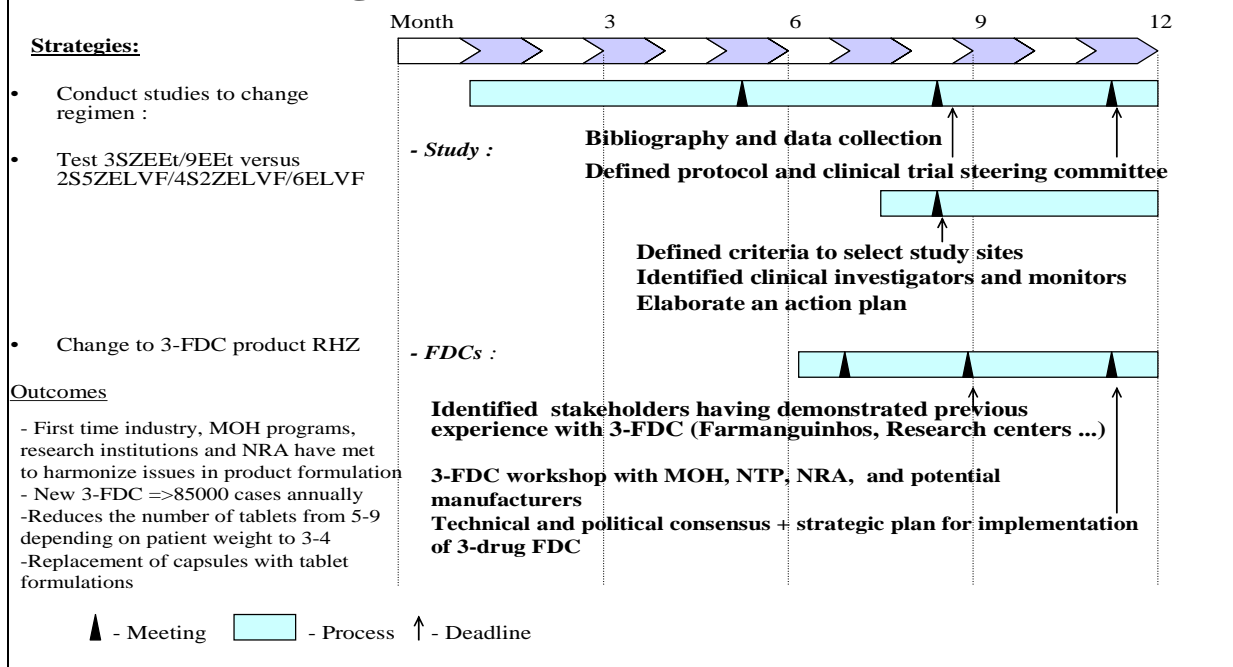 Month 3 6 9 12
Strategies:
• Conduct studies to change
regimen :
• Test 3SZEEt/9EEt versus
2S5ZELVF/4S2ZELVF/6ELVF
- Study :
Bibliography and data collection
Defined protocol and clinical trial steering committee
Defined criteria to select study sites
Identified clinical investigators and monitors
Elaborate an action plan
• Change to 3-FDC product RHZ
- FDCs :
Identified stakeholders having demonstrated previous
experience with 3-FDC (Farmanguinhos, Research centers ...)
3-FDC workshop with MOH, NTP, NRA, and potential
manufacturers
Technical and political consensus + strategic plan for implementation
of 3-drug FDC
Outcomes
- First time industry, MOH programs,
research institutions and NRA have met
to harmonize issues in product formulation
- New 3-FDC =>85000 cases annually
-Reduces the number of tablets from 5-9
depending on patient weight to 3-4
-Replacement of capsules with tablet
formulations
- Meeting - Process - Deadline